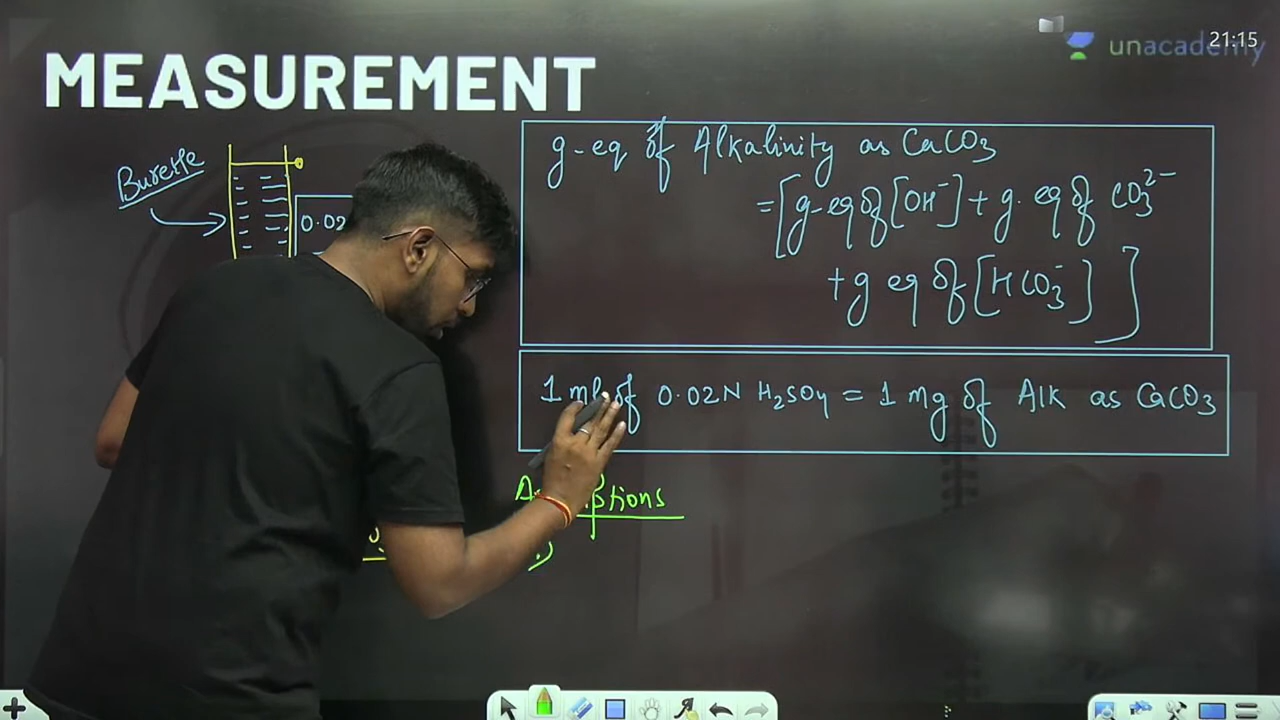 21:15
unacademy
MEASUREMENT
Burette
0.02
g-eq of Alkalinity as CaCO₃
=[g-eq of [OH⁻] + g. eq of CO₃²⁻
+ g eq of [HCO₃⁻] ]
1 ml of 0.02N H₂SO₄ = 1 mg of Alk as CaCO₃